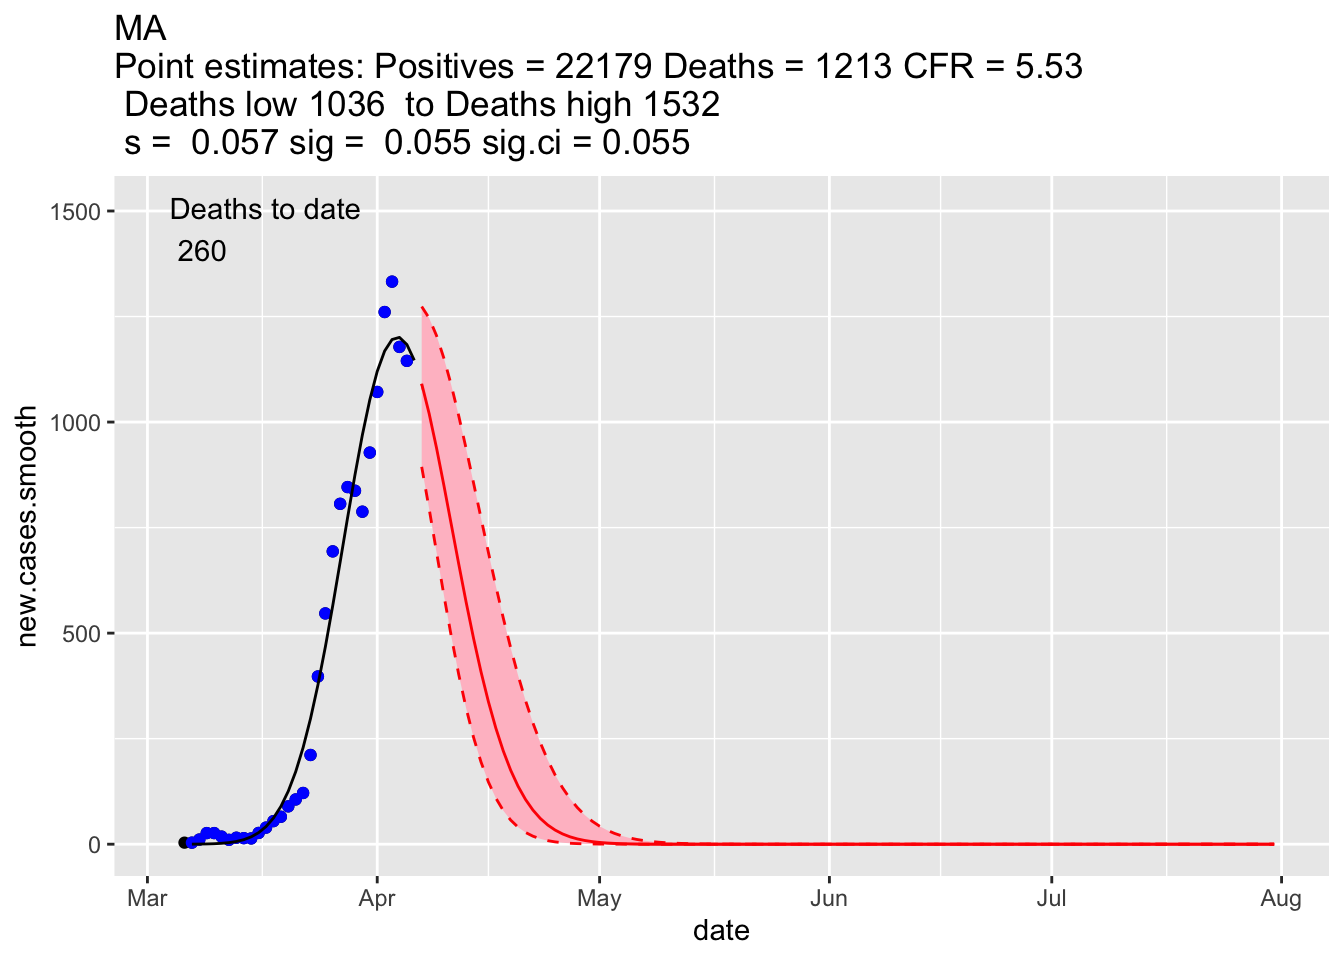 MA
Point estimates: Positives = 22179 Deaths = 1213 CFR = 5.53
Deaths low 1036  to Deaths high 1532
s =  0.057 sig =  0.055 sig.ci = 0.055
Deaths to date
260
1500
1000
500
0
new.cases.smooth
Mar Apr May Jun Jul Aug
date